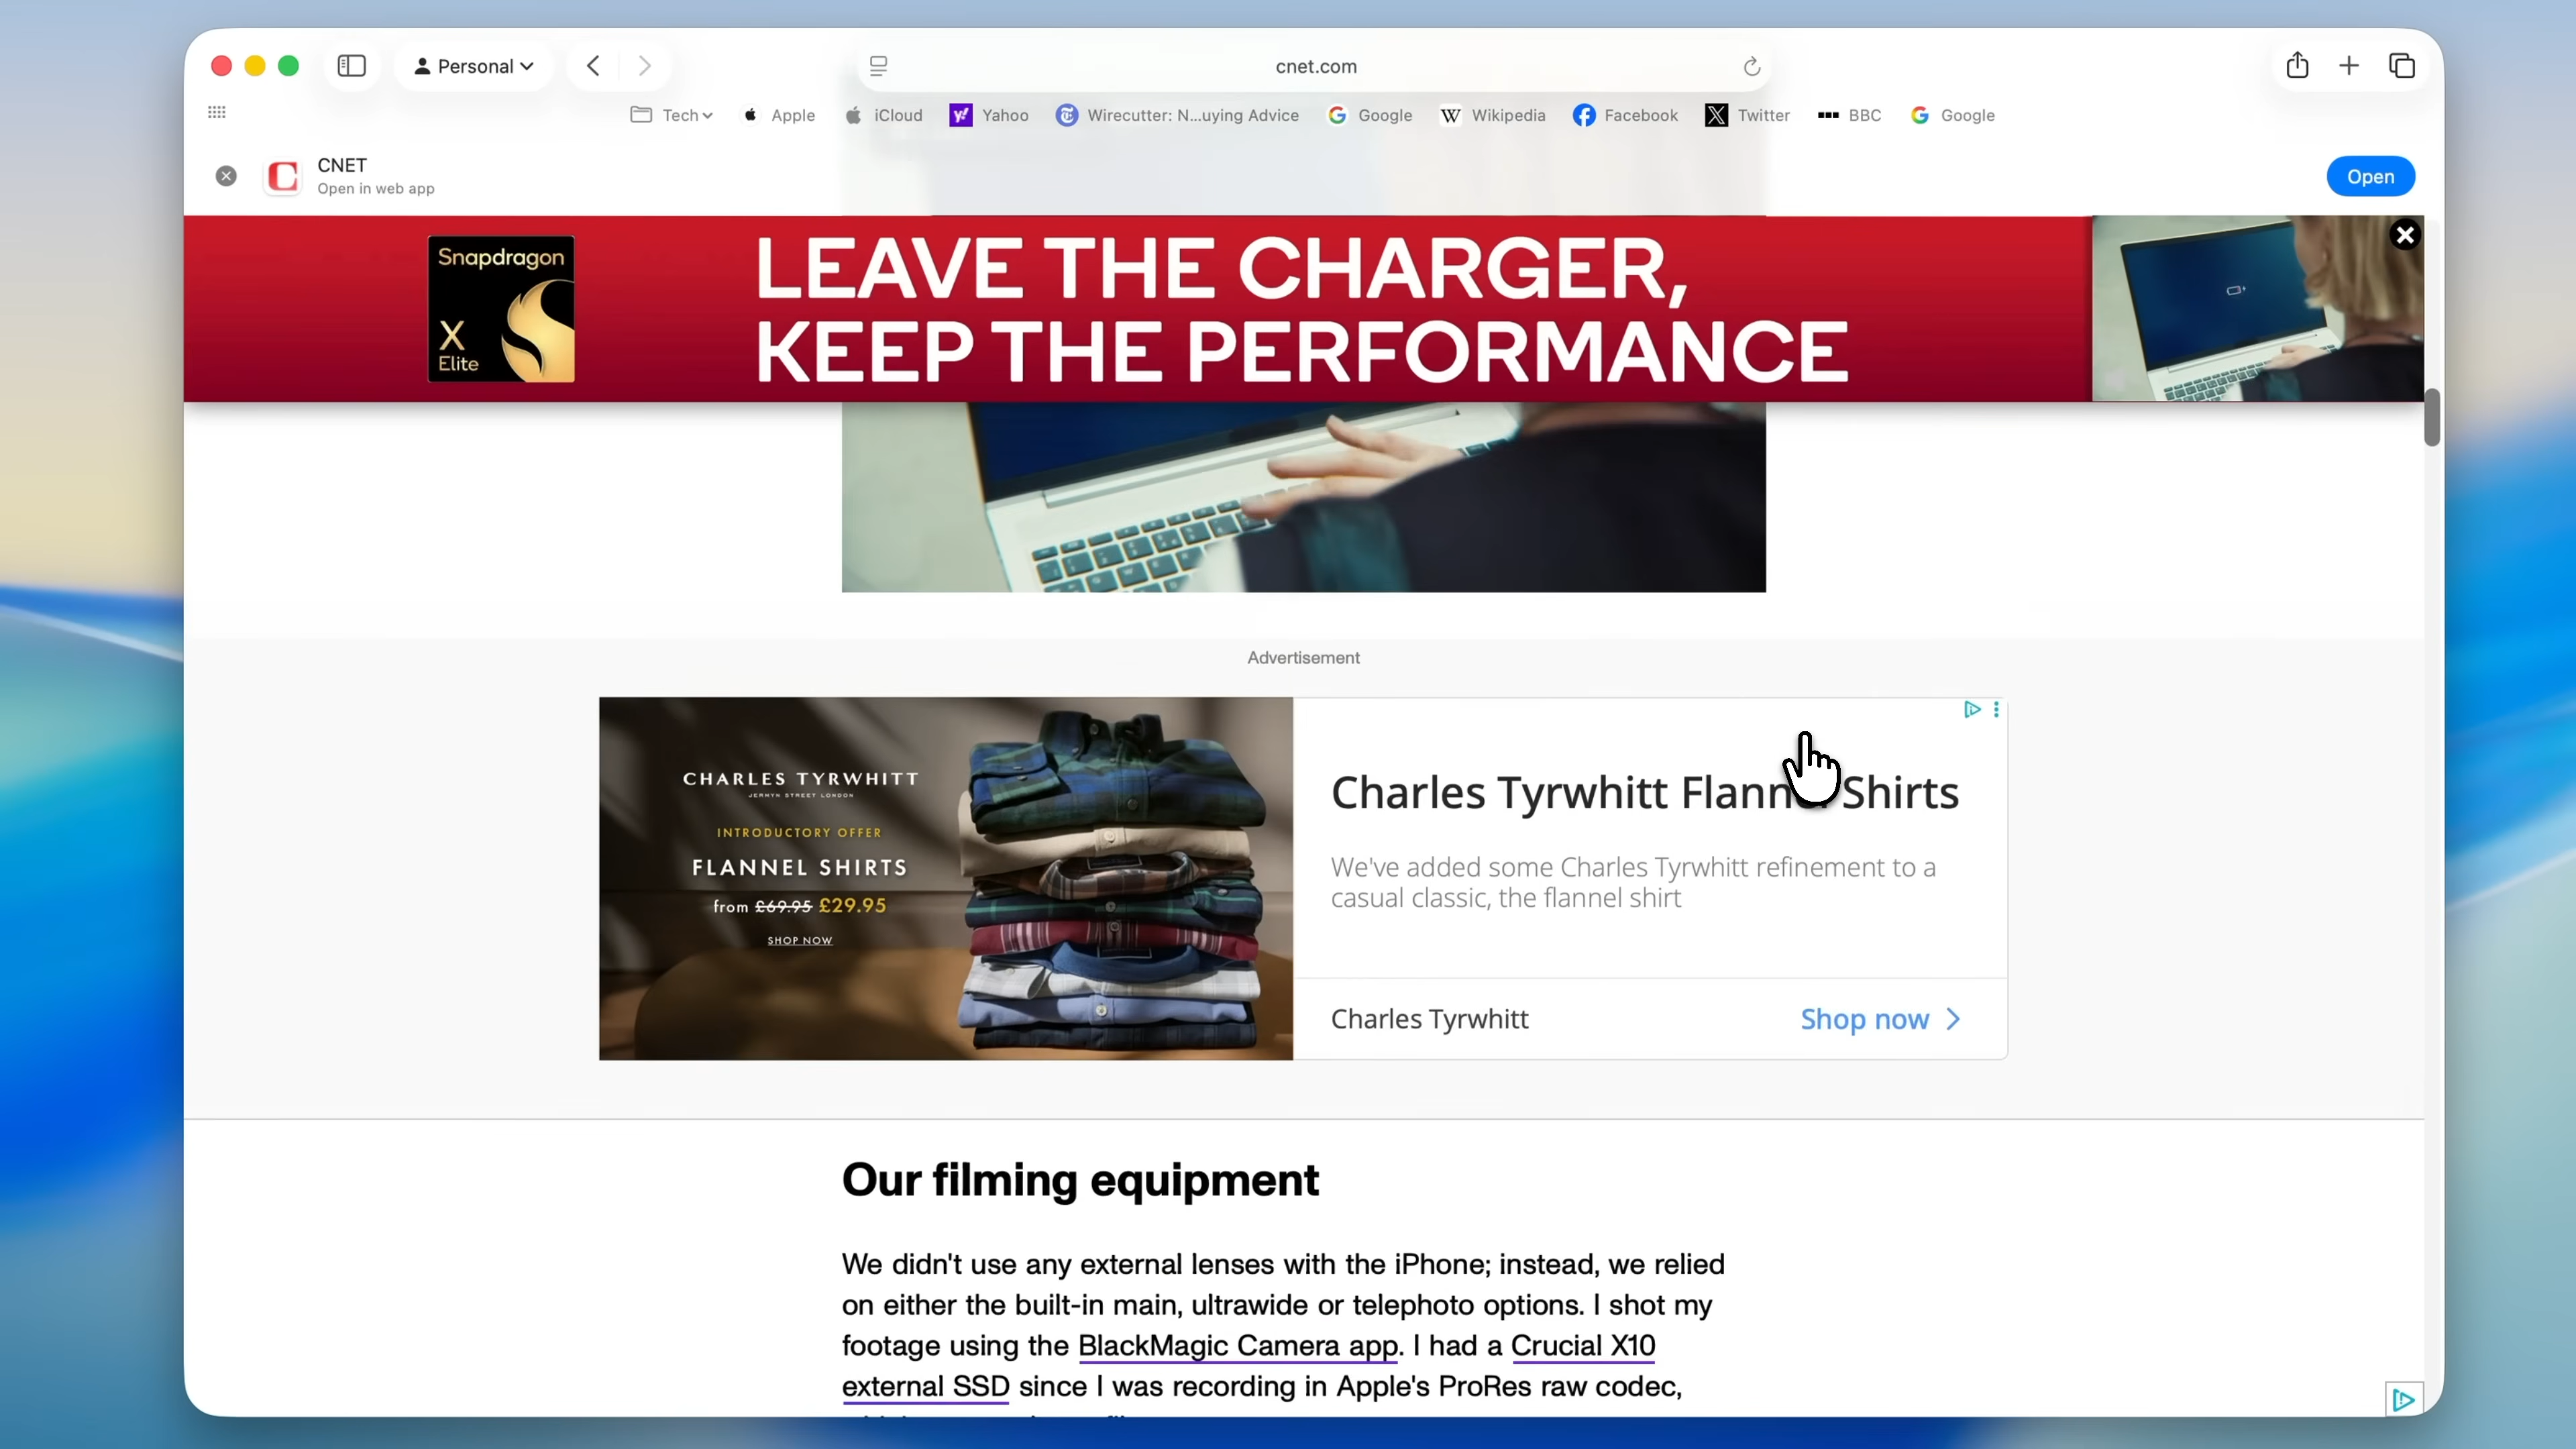 Personal
cnet.com
Tech
Apple
iCloud
Yahoo
Wirecutter: N...uying Advice
Google
Wikipedia
Facebook
Twitter
BBC
Google
CNET
Open in web app
Open
Snapdragon
X
Elite
LEAVE THE CHARGER,
KEEP THE PERFORMANCE
Advertisement
CHARLES TYRWHITT
JERMYN STREET LONDON
INTRODUCTORY OFFER
FLANNEL SHIRTS
from £69.95 £29.95
SHOP NOW
Charles Tyrwhitt Flann Shirts
We've added some Charles Tyrwhitt refinement to a
casual classic, the flannel shirt
Charles Tyrwhitt
Shop now
Our filming equipment
We didn't use any external lenses with the iPhone; instead, we relied
on either the built-in main, ultrawide or telephoto options. I shot my
footage using the BlackMagic Camera app. I had a Crucial X10
external SSD since I was recording in Apple's ProRes raw codec,